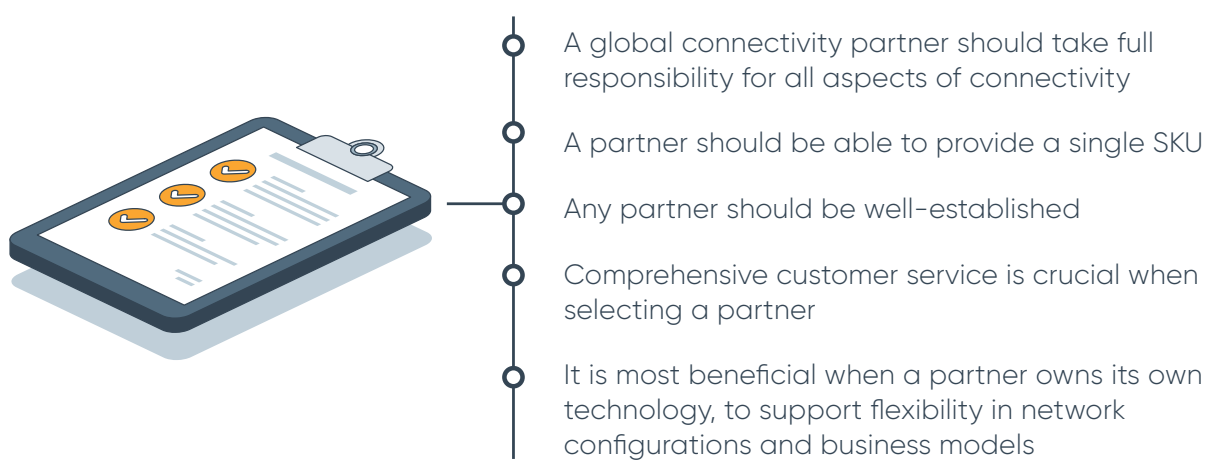 A global connectivity partner should take full
responsibility for all aspects of connectivity
A partner should be able to provide a single SKU
Any partner should be well-established
Comprehensive customer service is crucial when
selecting a partner
It is most beneficial when a partner owns its own
technology, to support flexibility in network
configurations and business models